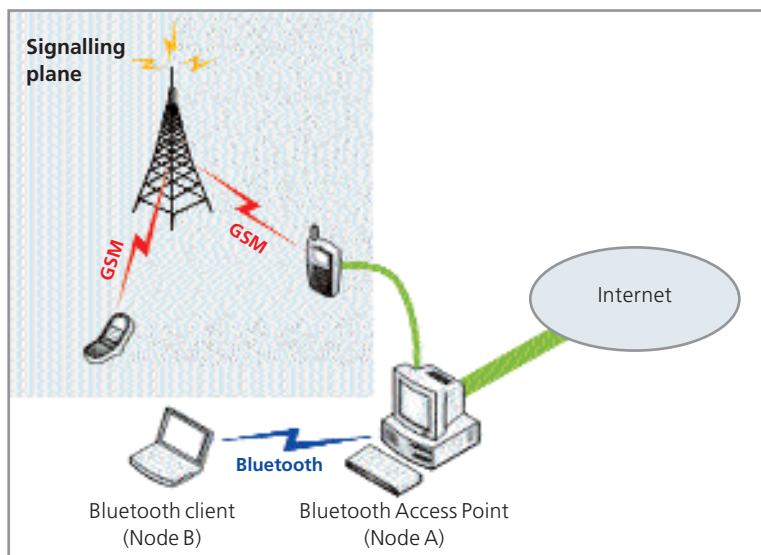 Signalling
plane
GSM
GSM
Internet
Bluetooth
Bluetooth client
(Node B)
Bluetooth Access Point
(Node A)